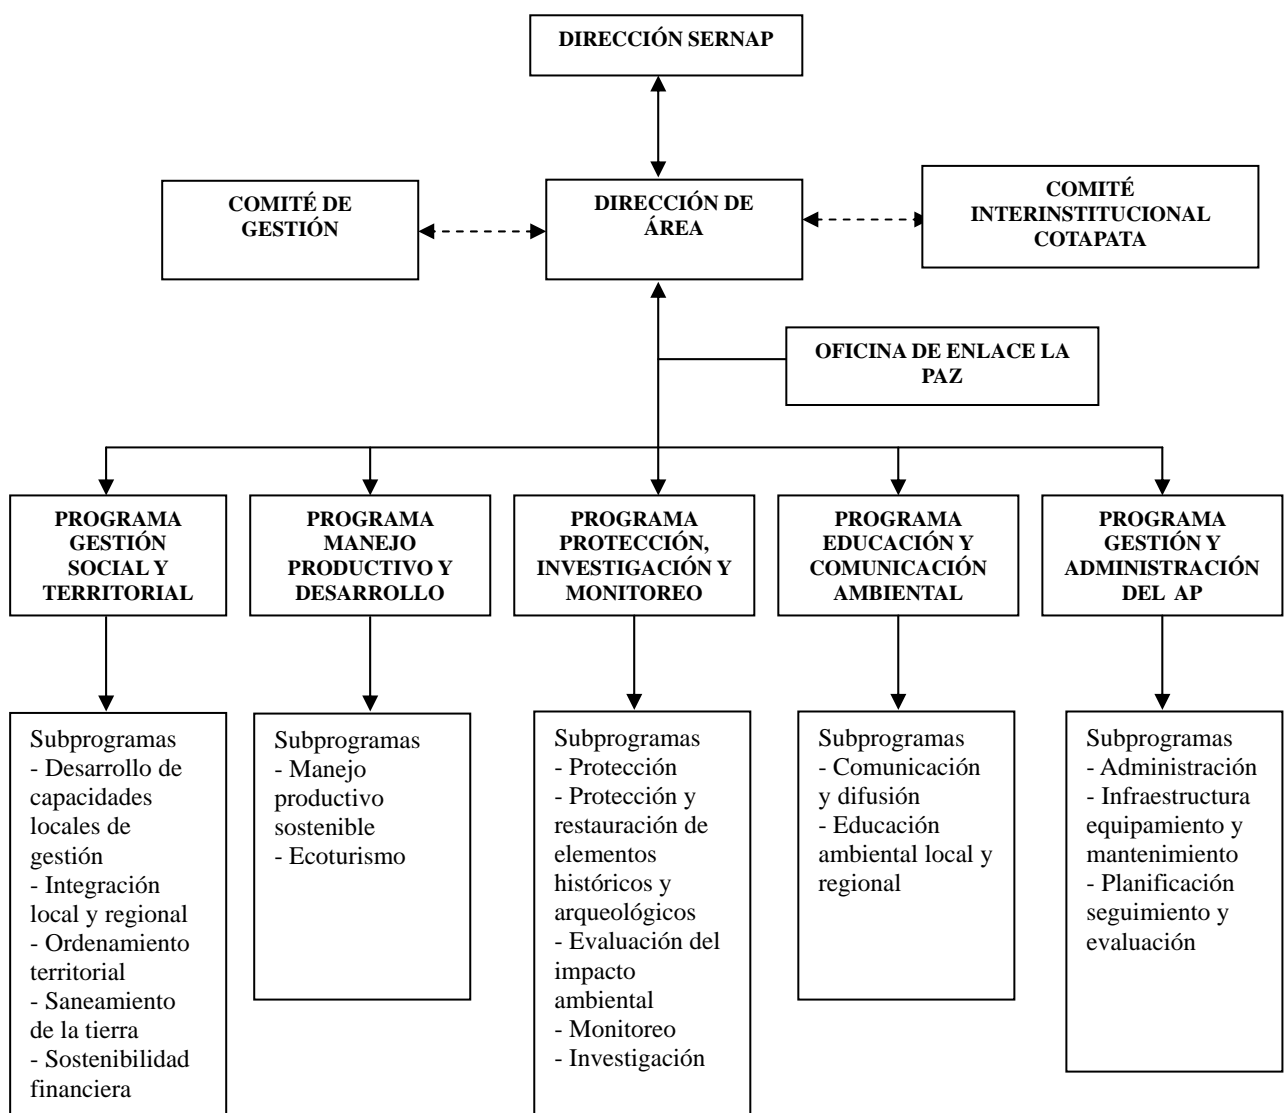 DIRECCIÓN SERNAP
COMITÉ DE
GESTIÓN
DIRECCIÓN DE
ÁREA
COMITÉ
INTERINSTITUCIONAL
COTAPATA
OFICINA DE ENLACE LA
PAZ
PROGRAMA
GESTIÓN
SOCIAL Y
TERRITORIAL
PROGRAMA
MANEJO
PRODUCTIVO Y
DESARROLLO
PROGRAMA
PROTECCIÓN,
INVESTIGACIÓN Y
MONITOREO
PROGRAMA
EDUCACIÓN Y
COMUNICACIÓN
AMBIENTAL
PROGRAMA
GESTIÓN Y
ADMINISTRACIÓN
DEL AP
Subprogramas
- Desarrollo de
capacidades
locales de
gestión
- Integración
local y regional
- Ordenamiento
territorial
- Saneamiento
de la tierra
- Sostenibilidad
financiera
Subprogramas
- Manejo
productivo
sostenible
- Ecoturismo
Subprogramas
- Protección
- Protección y
restauración de
elementos
históricos y
arqueológicos
- Evaluación del
impacto
ambiental
- Monitoreo
- Investigación
Subprogramas
- Comunicación
y difusión
- Educación
ambiental local y
regional
Subprogramas
- Administración
- Infraestructura
equipamiento y
mantenimiento
- Planificación
seguimiento y
evaluación